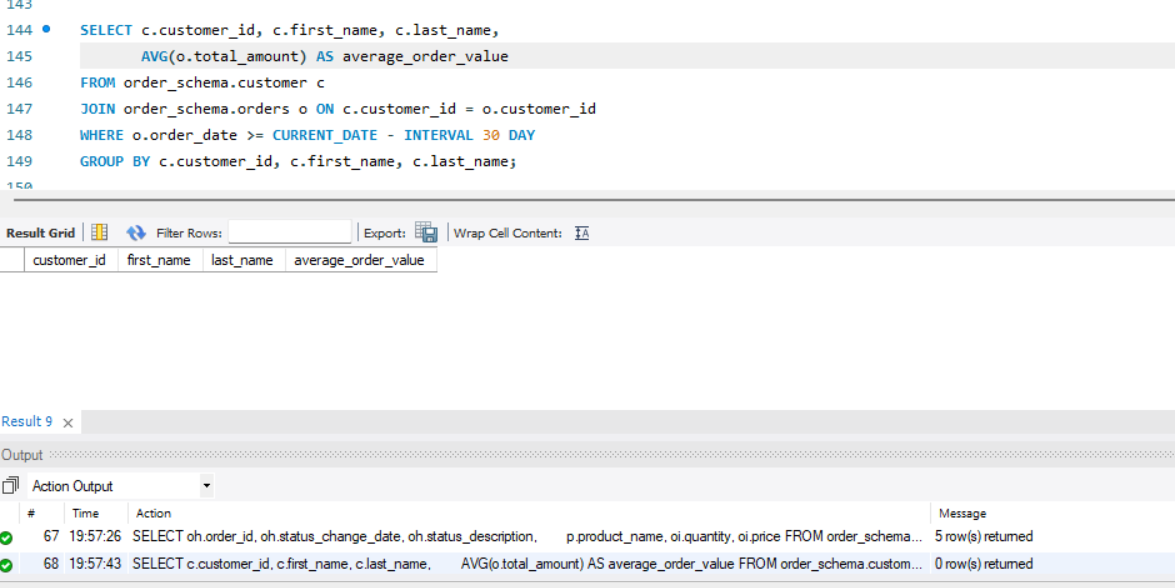 143
144 SELECT c.customer_id, c.first_name, c.last_name,
145 AVG(o.total_amount) AS average_order_value
146 FROM order_schema.customer c
147 JOIN order_schema.orders o ON c.customer_id = o.customer_id
148 WHERE o.order_date >= CURRENT_DATE - INTERVAL 30 DAY
149 GROUP BY c.customer_id, c.first_name, c.last_name;
150
Result Grid Filter Rows: Export: Wrap Cell Content: IA
customer_id first_name last_name average_order_value
Result 9 ×
Output
Action Output
# Time Action Message
67 19:57:26 SELECT oh.order_id, oh.status_change_date, oh.status_description, p.product_name, oi.quantity, oi.price FROM order_schema... 5 row(s) returned
68 19:57:43 SELECT c.customer_id, c.first_name, c.last_name, AVG(o.total_amount) AS average_order_value FROM order_schema.custom... 0 row(s) returned